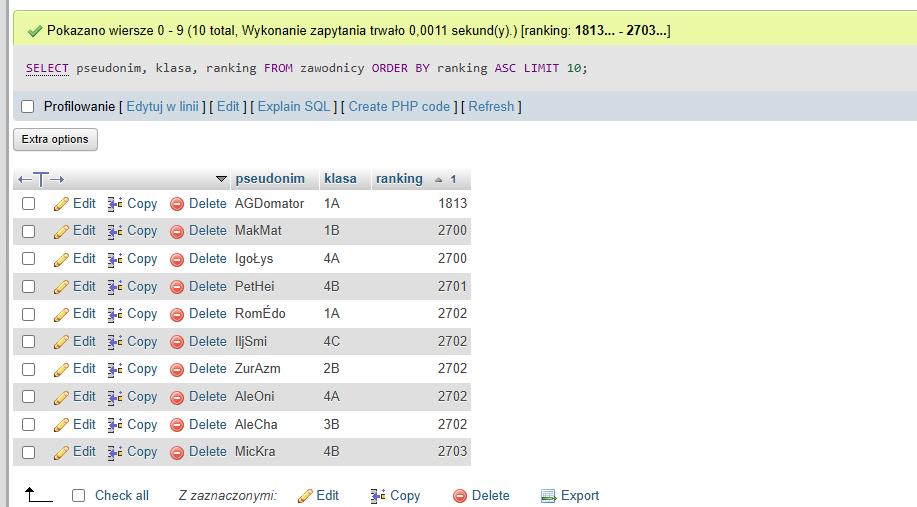 Pokazano wiersze 0 - 9 (10 total, Wykonanie zapytania trwało 0,0011 sekund(y).) [ranking: 1813... - 2703...]
SELECT pseudonim, klasa, ranking FROM zawodnicy ORDER BY ranking ASC LIMIT 10;
Profilowanie [ Edytuj w linii ] [ Edit ] [ Explain SQL ] [ Create PHP code ] [ Refresh ]
Extra options
←T→ pseudonim klasa ranking 1
Edit Copy Delete AGDomator 1A 1813
Edit Copy Delete MakMat 1B 2700
Edit Copy Delete IgoŁys 4A 2700
Edit Copy Delete PetHei 4B 2701
Edit Copy Delete RomÉdo 1A 2702
Edit Copy Delete IljSmi 4C 2702
Edit Copy Delete ZurAzm 2B 2702
Edit Copy Delete AleOni 4A 2702
Edit Copy Delete AleCha 3B 2702
Edit Copy Delete MicKra 4B 2703
Check all Z zaznaczonymi: Edit Copy Delete Export